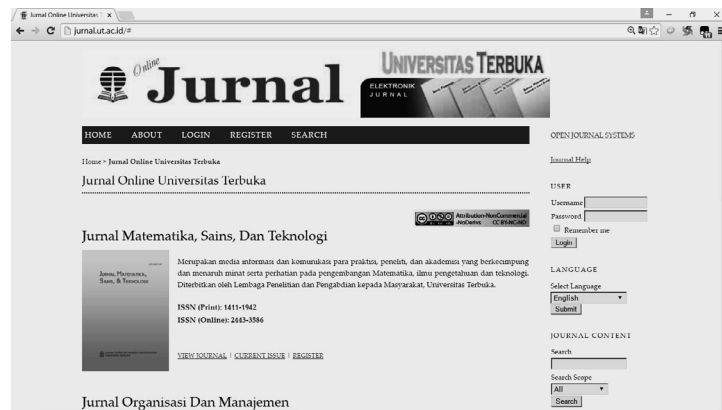 Jurnal Online Universitas T
jurnal.ut.ac.id/#
Online
Jurnal
UNIVERSITAS TERBUKA
ELEKTRONIK
JURNAL
HOME ABOUT LOGIN REGISTER SEARCH
Home > Jurnal Online Universitas Terbuka
Jurnal Online Universitas Terbuka
Attribution-NonCommercial
-NoDerivs CC BY-NC-ND
Jurnal Matematika, Sains, Dan Teknologi
JURNAL MATEMATIKA,
SAINS, & TEKNOLOGI
Merupakan media informasi dan komunikasi para praktisi, peneliti, dan akademisi yang berkecimpung
dan menaruh minat serta perhatian pada pengembangan Matematika, ilmu pengetahuan dan teknologi.
Diterbitkan oleh Lembaga Penelitian dan Pengabdian kepada Masyarakat, Universitas Terbuka.
ISSN (Print): 1411-1942
ISSN (Online): 2443-3586
VIEW JOURNAL | CURRENT ISSUE | REGISTER
Jurnal Organisasi Dan Manajemen
OPEN JOURNAL SYSTEMS
Journal Help
USER
Username
Password
Remember me
Login
LANGUAGE
Select Language
English
Submit
JOURNAL CONTENT
Search
Search Scope
All
Search